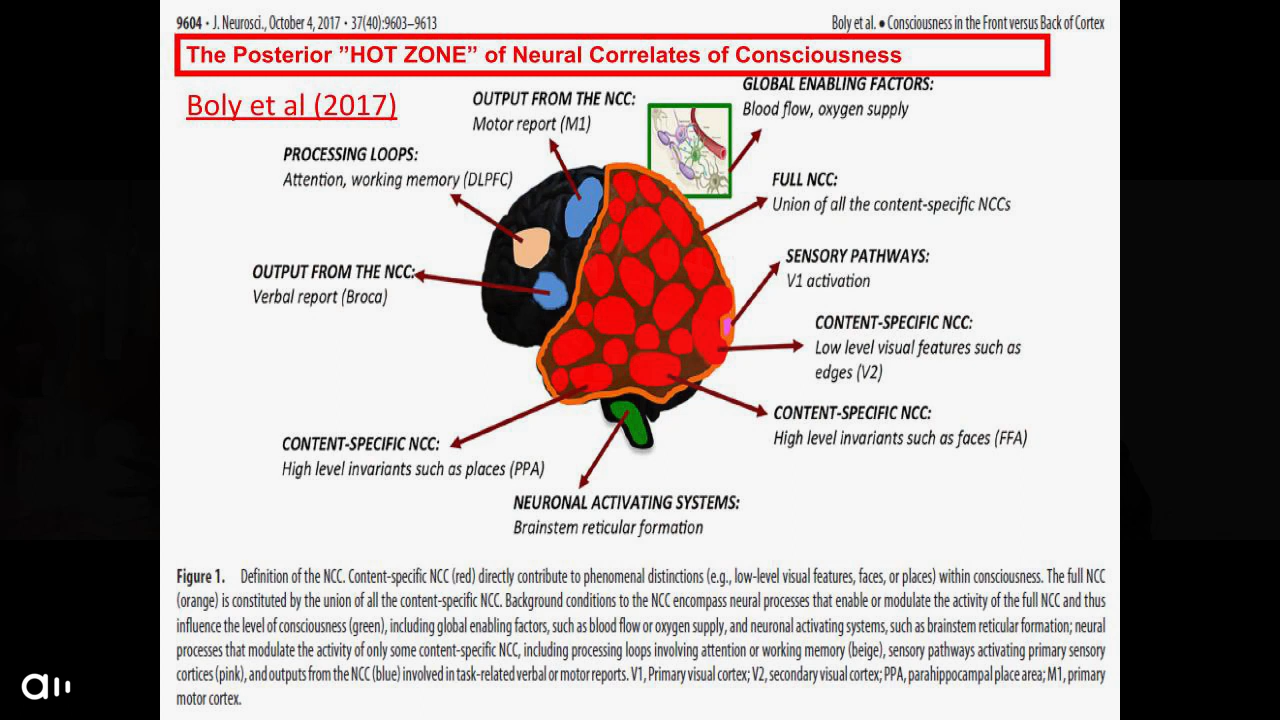 9604 • J. Neurosci., October 4, 2017 • 37(40):9603–9613
Boly et al. • Consciousness in the Front versus Back of Cortex
The Posterior ”HOT ZONE” of Neural Correlates of Consciousness
Boly et al (2017)
GLOBAL ENABLING FACTORS:
Blood flow, oxygen supply
OUTPUT FROM THE NCC:
Motor report (M1)
PROCESSING LOOPS:
Attention, working memory (DLPFC)
FULL NCC:
Union of all the content-specific NCCs
SENSORY PATHWAYS:
V1 activation
OUTPUT FROM THE NCC:
Verbal report (Broca)
CONTENT-SPECIFIC NCC:
Low level visual features such as
edges (V2)
CONTENT-SPECIFIC NCC:
High level invariants such as faces (FFA)
CONTENT-SPECIFIC NCC:
High level invariants such as places (PPA)
NEURONAL ACTIVATING SYSTEMS:
Brainstem reticular formation
Figure 1. Definition of the NCC. Content-specific NCC (red) directly contribute to phenomenal distinctions (e.g., low-level visual features, faces, or places) within consciousness. The full NCC
(orange) is constituted by the union of all the content-specific NCC. Background conditions to the NCC encompass neural processes that enable or modulate the activity of the full NCC and thus
influence the level of consciousness (green), including global enabling factors, such as blood flow or oxygen supply, and neuronal activating systems, such as brainstem reticular formation; neural
processes that modulate the activity of only some content-specific NCC, including processing loops involving attention or working memory (beige), sensory pathways activating primary sensory
cortices (pink), and outputs from the NCC (blue) involved in task-related verbal or motor reports. V1, Primary visual cortex; V2, secondary visual cortex; PPA, parahippocampal place area; M1, primary
motor cortex.